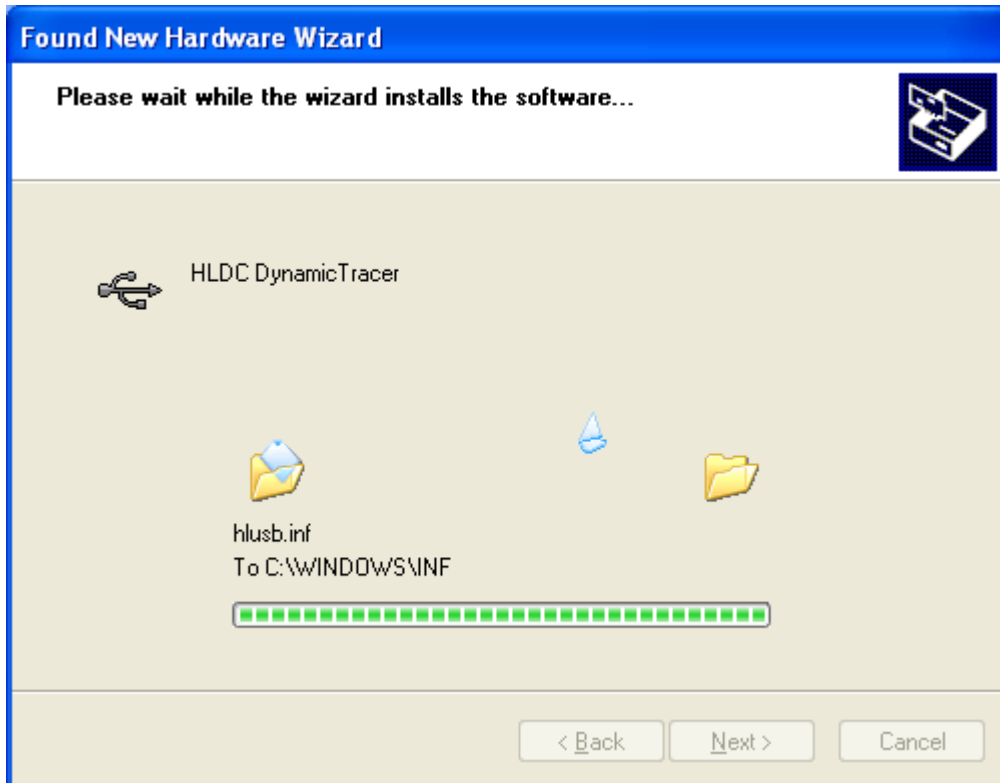 Found New Hardware Wizard
Please wait while the wizard installs the software...
HLDC DynamicTracer
hlusb.inf
To C:\WINDOWS\INF
< Back Next > Cancel